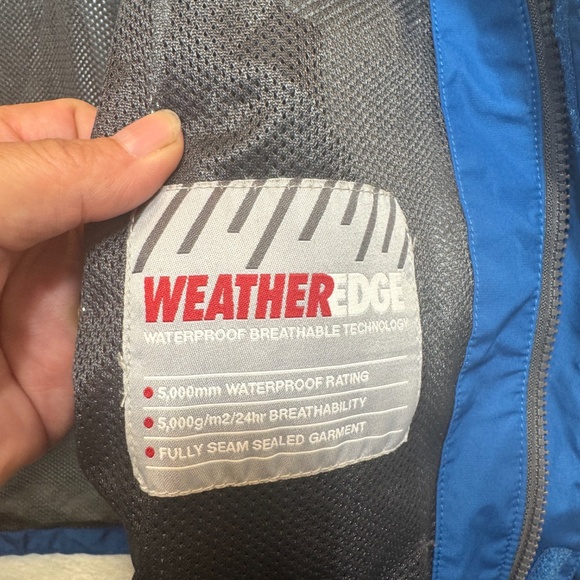 WEATHEREDGE
WATERPROOF BREATHABLE TECHNOLOGY
5,000mm WATERPROOF RATING
5,000g/m2/24hr BREATHABILITY
FULLY SEAM SEALED GARMENT